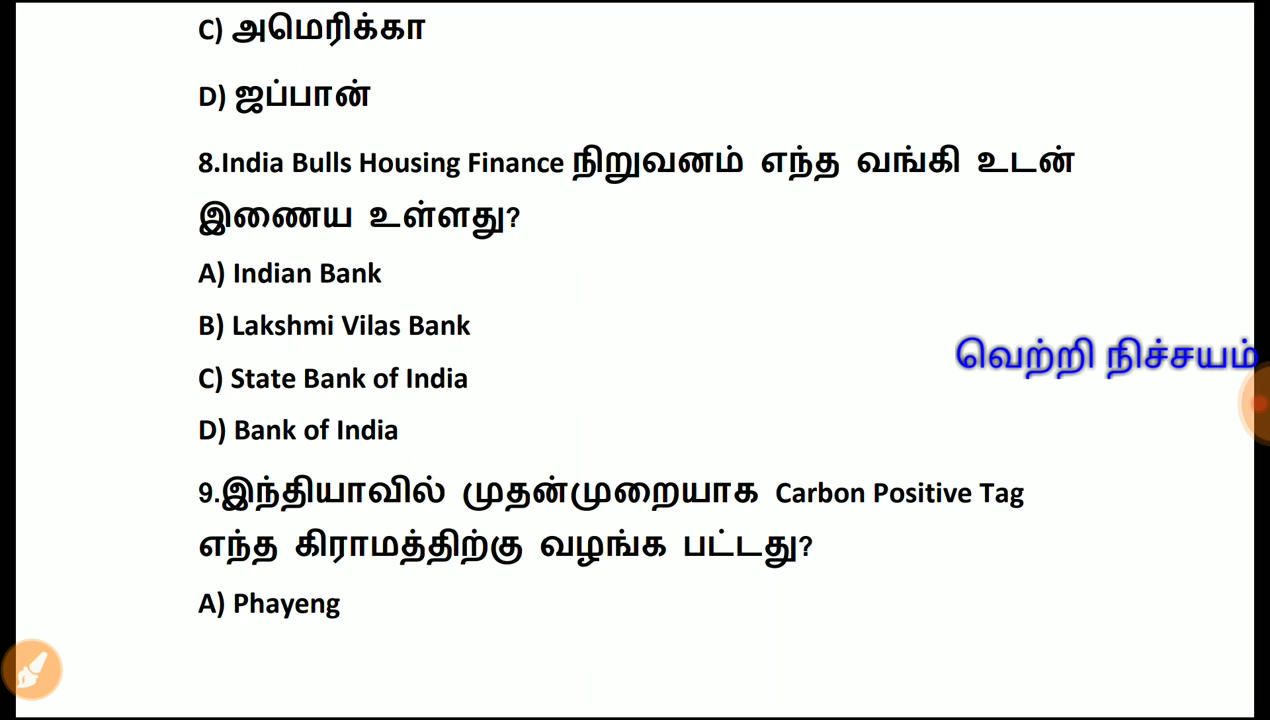 C) அமெரிக்கா
D) ஜப்பான்
8.India Bulls Housing Finance நிறுவனம் எந்த வங்கி உடன்
இணைய உள்ளது?
A) Indian Bank
B) Lakshmi Vilas Bank
வெற்றி நிச்சயம்
C) State Bank of India
D) Bank of India
9.இந்தியாவில் முதன்முறையாக Carbon Positive Tag
எந்த கிராமத்திற்கு வழங்க பட்டது?
A) Phayeng